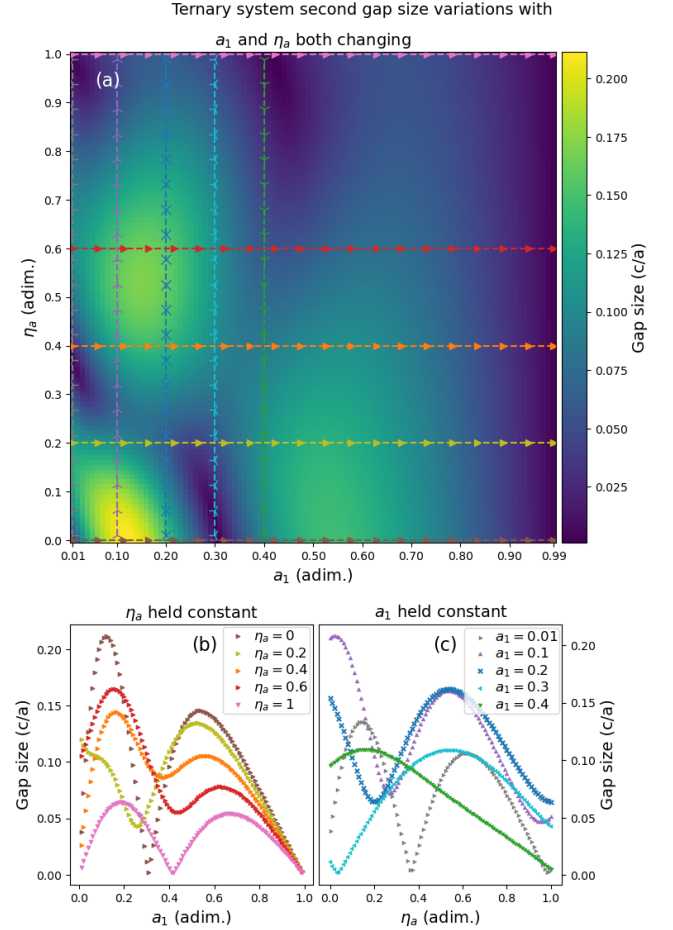 Ternary system second gap size variations with
a₁ and ηₐ both changing
(a)
1.0
0.9
0.8
0.7
0.6
0.5
0.4
0.3
0.2
0.1
0.0
ηₐ (adim.)
0.01 0.10 0.20 0.30 0.40 0.50 0.60 0.70 0.80 0.90 0.99
a₁ (adim.)
0.200
0.175
0.150
0.125
0.100
0.075
0.050
0.025
Gap size (c/a)
ηₐ held constant
(b)
ηₐ = 0
ηₐ = 0.2
ηₐ = 0.4
ηₐ = 0.6
ηₐ = 1
0.20
0.15
0.10
0.05
0.00
Gap size (c/a)
0.0 0.2 0.4 0.6 0.8 1.0
a₁ (adim.)
a₁ held constant
(c)
a₁ = 0.01
a₁ = 0.1
a₁ = 0.2
a₁ = 0.3
a₁ = 0.4
0.20
0.15
0.10
0.05
0.00
Gap size (c/a)
0.0 0.2 0.4 0.6 0.8 1.0
ηₐ (adim.)